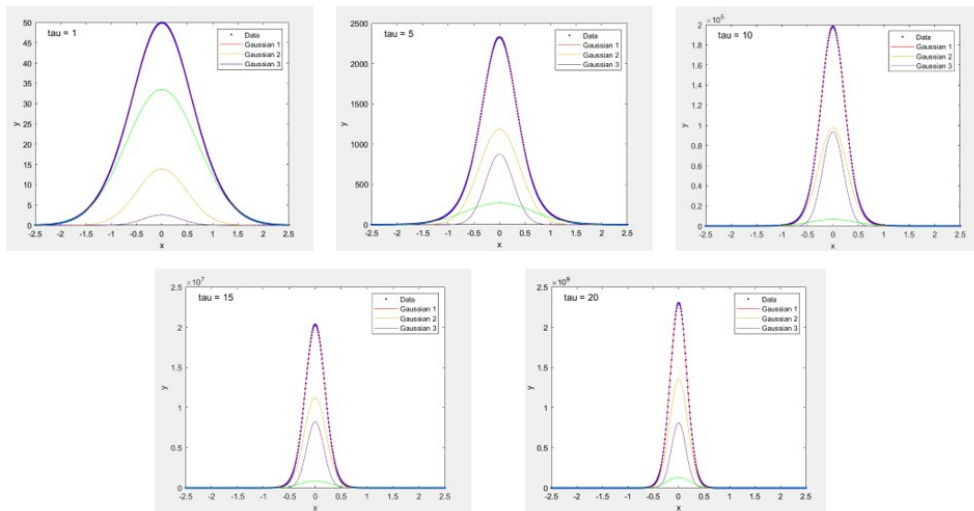 tau = 1
Data
Gaussian 1
Gaussian 2
Gaussian 3
50
45
40
35
30
25
20
15
10
5
0
y
-2.5 -2 -1.5 -1 -0.5 0 0.5 1 1.5 2 2.5
x
tau = 5
Data
Gaussian 1
Gaussian 2
Gaussian 3
2500
2000
1500
1000
500
0
y
-2.5 -2 -1.5 -1 -0.5 0 0.5 1 1.5 2 2.5
x
×10⁵
tau = 10
Data
Gaussian 1
Gaussian 2
Gaussian 3
2
1.8
1.6
1.4
1.2
1
0.8
0.6
0.4
0.2
0
y
-2.5 -2 -1.5 -1 -0.5 0 0.5 1 1.5 2 2.5
x
×10⁷
tau = 15
Data
Gaussian 1
Gaussian 2
Gaussian 3
2.5
2
1.5
1
0.5
0
y
-2.5 -2 -1.5 -1 -0.5 0 0.5 1 1.5 2 2.5
x
×10⁹
tau = 20
Data
Gaussian 1
Gaussian 2
Gaussian 3
2.5
2
1.5
1
0.5
0
y
-2.5 -2 -1.5 -1 -0.5 0 0.5 1 1.5 2 2.5
x